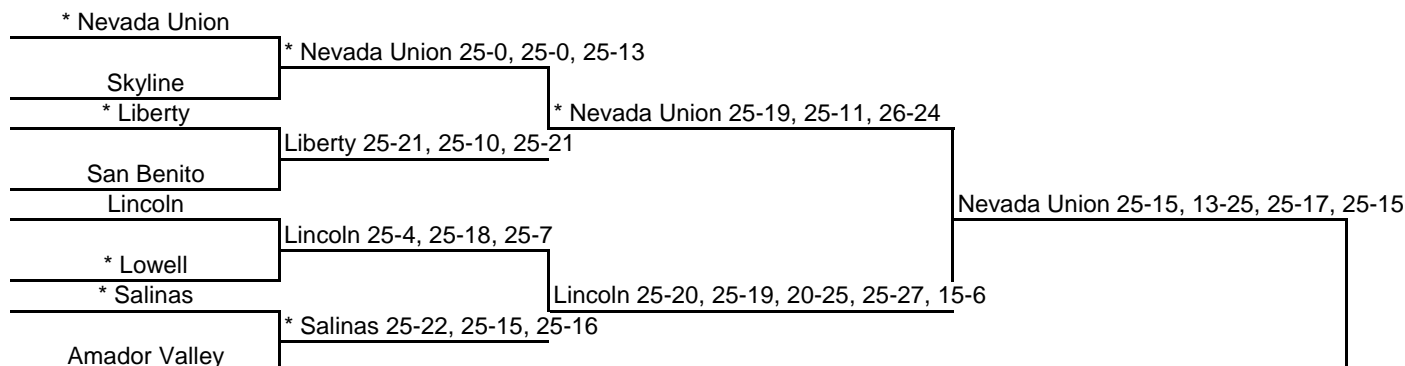 * Nevada Union
* Nevada Union 25-0, 25-0, 25-13
Skyline
* Liberty
* Nevada Union 25-19, 25-11, 26-24
Liberty 25-21, 25-10, 25-21
San Benito
Lincoln
Nevada Union 25-15, 13-25, 25-17, 25-15
Lincoln 25-4, 25-18, 25-7
* Lowell
* Salinas
Lincoln 25-20, 25-19, 20-25, 25-27, 15-6
* Salinas 25-22, 25-15, 25-16
Amador Valley